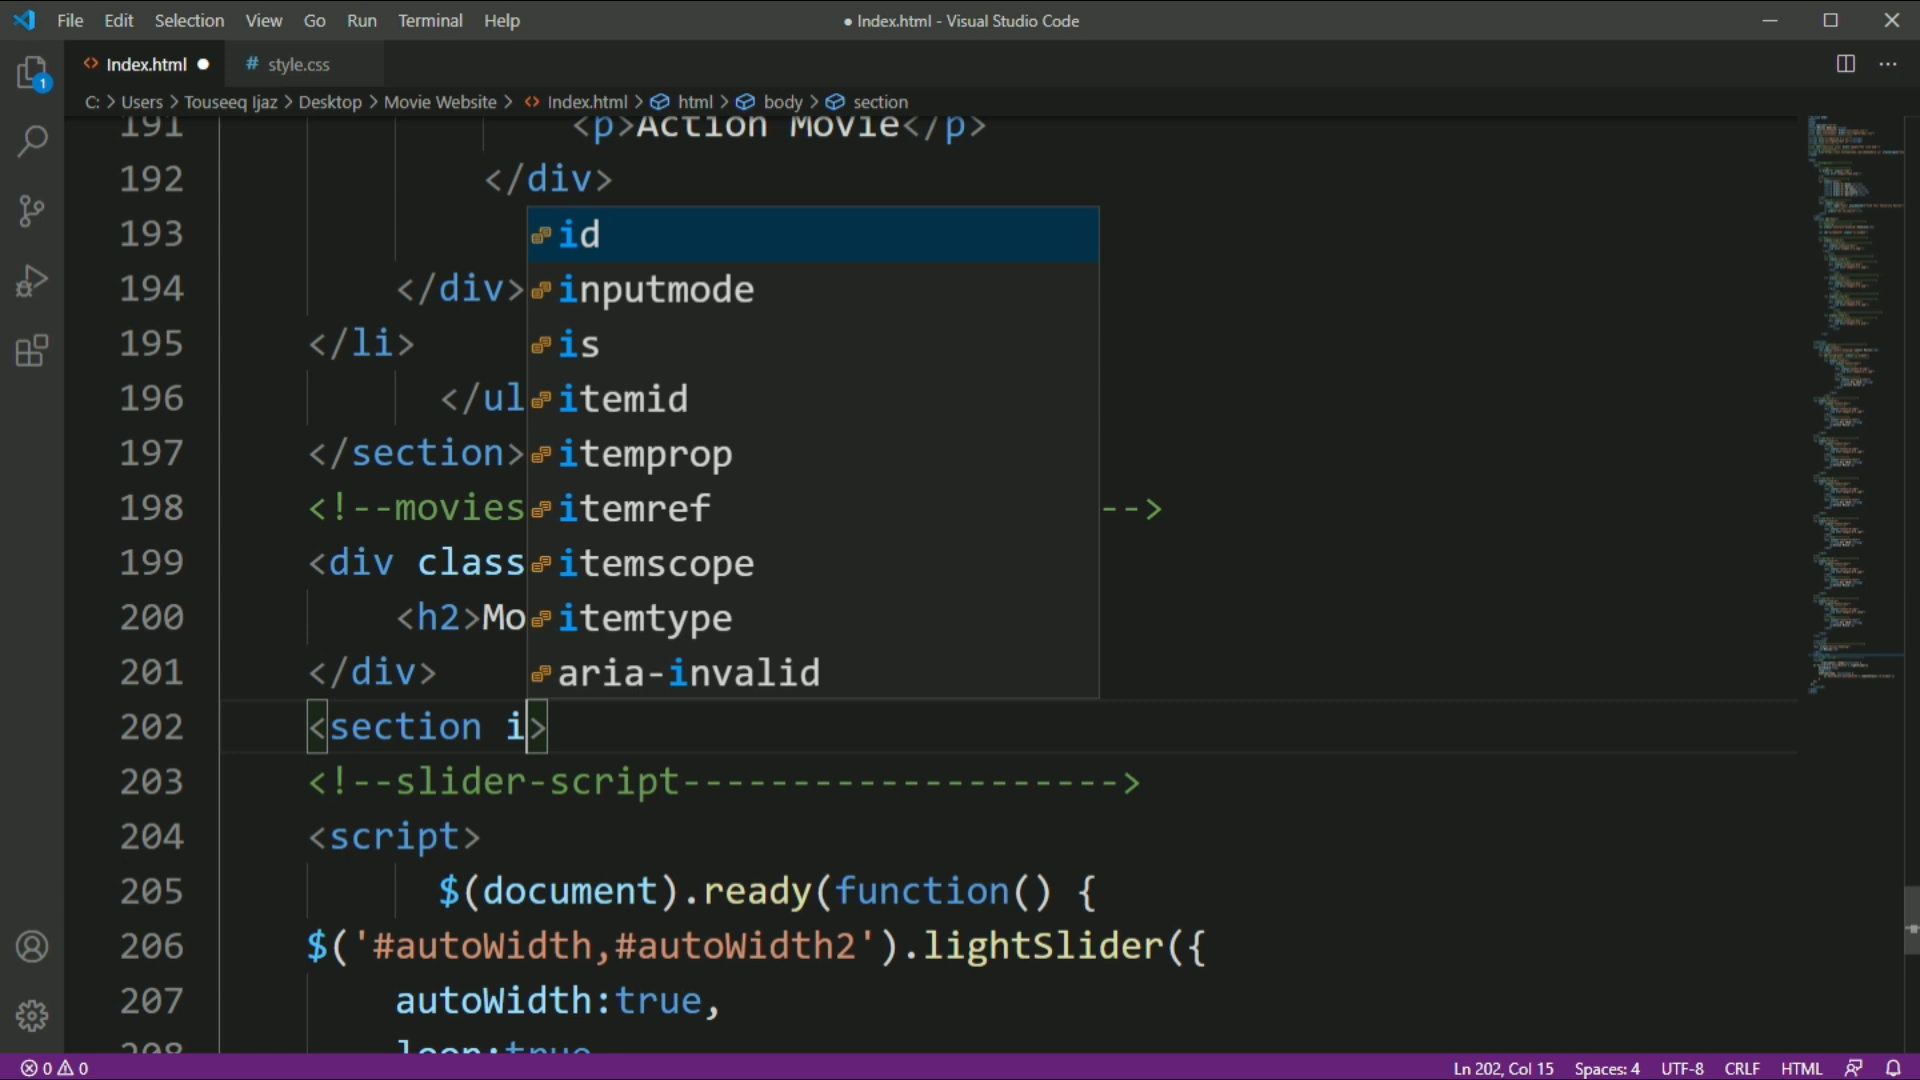 File Edit Selection View Go Run Terminal Help
● Index.html - Visual Studio Code
Index.html ● # style.css
C: > Users > Touseeq Ijaz > Desktop > Movie Website > Index.html > html > body > section
191 <p>Action Movie</p>
192 </div>
193 id
194 </div> inputmode
195 </li> is
196 </ul itemid
197 </section> itemprop
198 <!--movies itemref -->
199 <div class itemscope
200 <h2>Mo itemtype
201 </div> aria-invalid
202 <section i>
203 <!--slider-script-------------------->
204 <script>
205 $(document).ready(function() {
206 $('#autoWidth,#autoWidth2').lightSlider({
207 autoWidth:true,
208 loop:true
1
0 0
Ln 202, Col 15 Spaces: 4 UTF-8 CRLF HTML